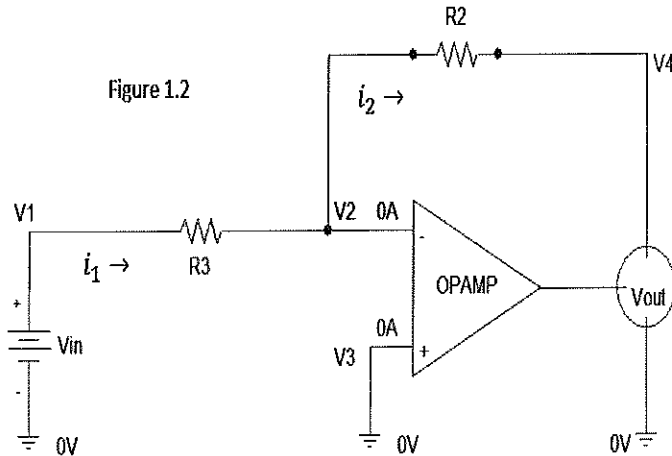 R2
V4
Figure 1.2
i₂ →
V1
V2 0A
-
i₁ →
R3
OPAMP
Vout
+
Vin
0A
V3
+
-
0V
0V
0V